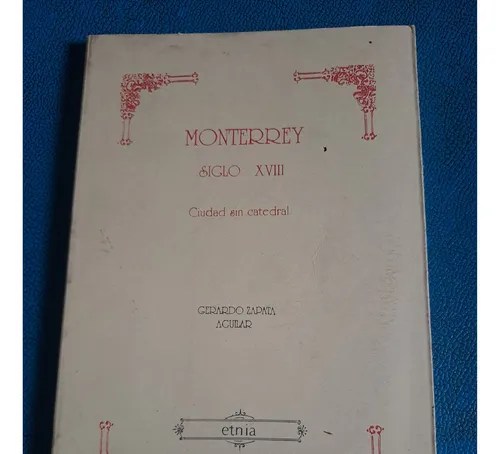 MONTERREY
SIGLO XVIII
Ciudad sin catedral
GERARDO ZAPATA
AGUILAR
etnia